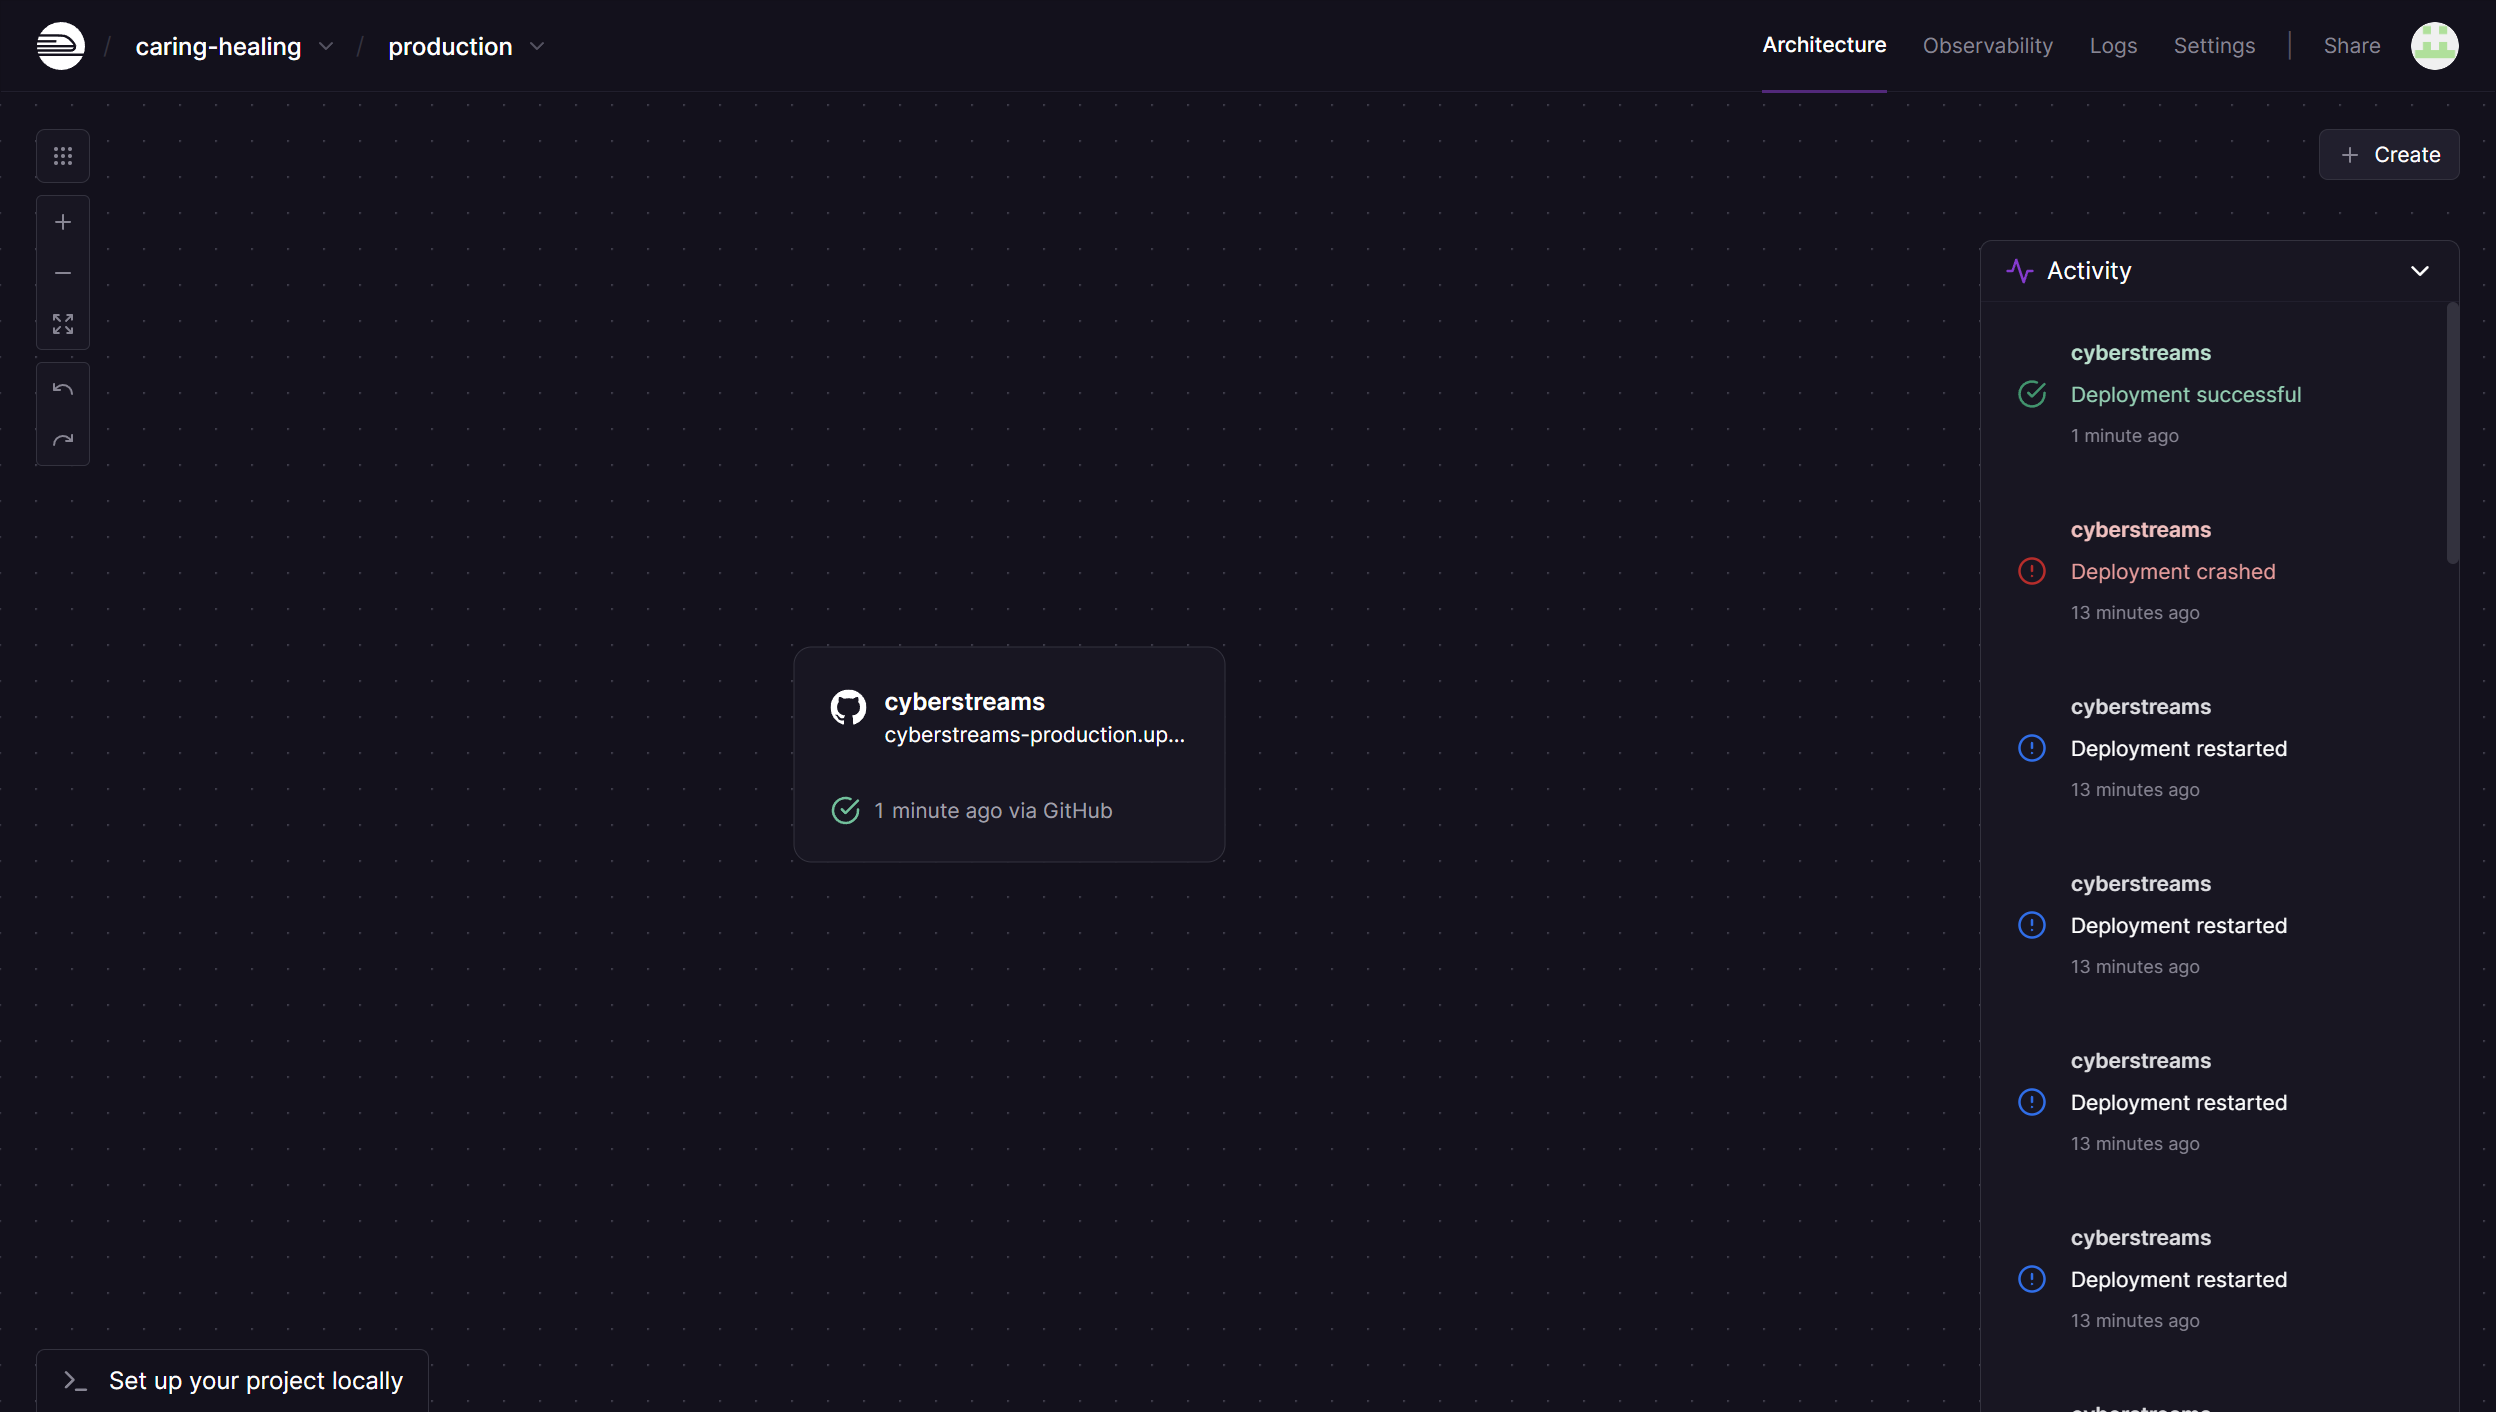 / caring-healing / production
Architecture Observability Logs Settings | Share
+ Create
Activity
cyberstreams
Deployment successful
1 minute ago
cyberstreams
Deployment crashed
13 minutes ago
cyberstreams
Deployment restarted
13 minutes ago
cyberstreams
Deployment restarted
13 minutes ago
cyberstreams
Deployment restarted
13 minutes ago
cyberstreams
Deployment restarted
13 minutes ago
cyberstreams
cyberstreams-production.up...
1 minute ago via GitHub
>_ Set up your project locally